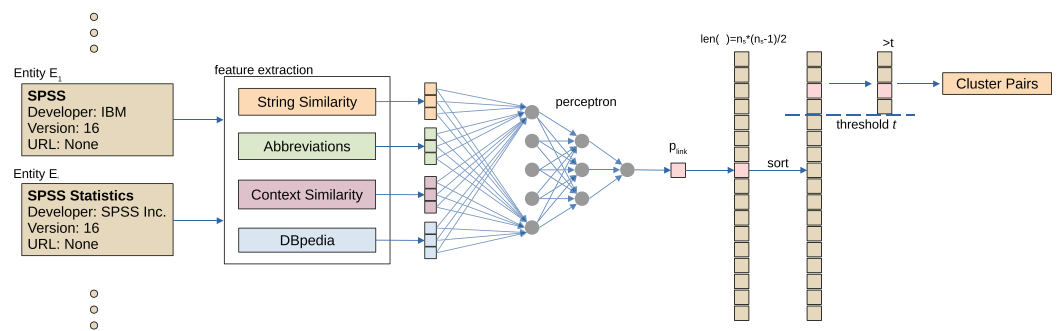 Entity E1
SPSS
Developer: IBM
Version: 16
URL: None
Entity E.
SPSS Statistics
Developer: SPSS Inc.
Version: 16
URL: None
feature extraction
String Similarity
Abbreviations
Context Similarity
DBpedia
perceptron
plink
len( )=ns*(ns-1)/2
sort
>t
threshold t
Cluster Pairs